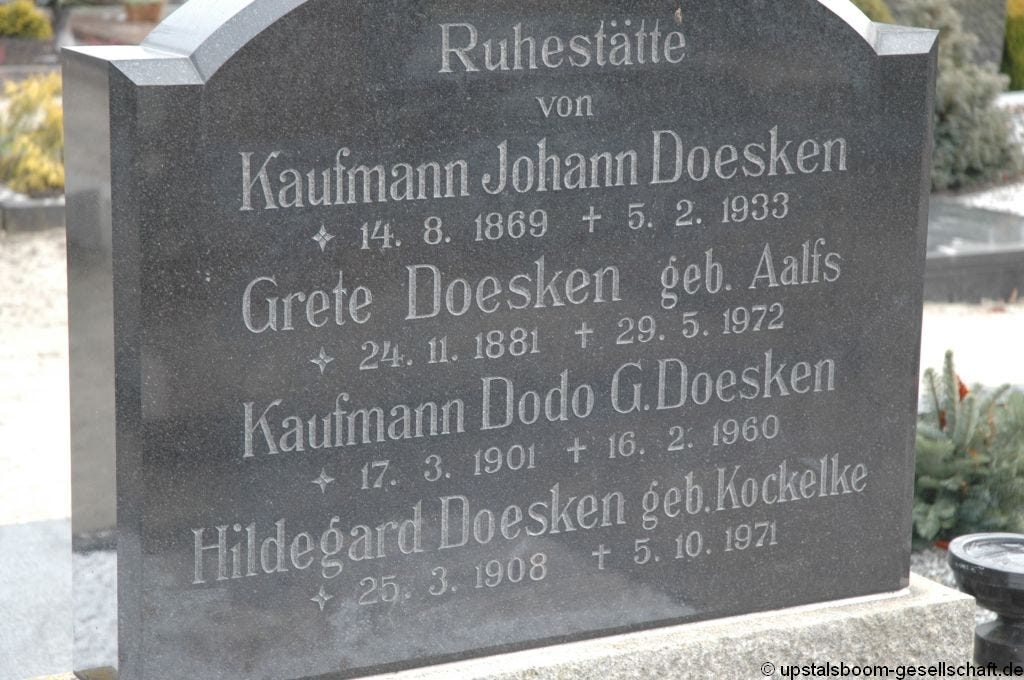 Ruhestätte
von
Kaufmann Johann Doesken
✧ 14. 8. 1869 ✝ 5. 2. 1933
Grete Doesken geb. Aalfs
✧ 24. 11. 1881 ✝ 29. 5. 1972
Kaufmann Dodo G. Doesken
✧ 17. 3. 1901 ✝ 16. 2. 1960
Hildegard Doesken geb. Kockelke
✧ 25. 3. 1908 ✝ 5. 10. 1971
© upstalsboom-gesellschaft.de